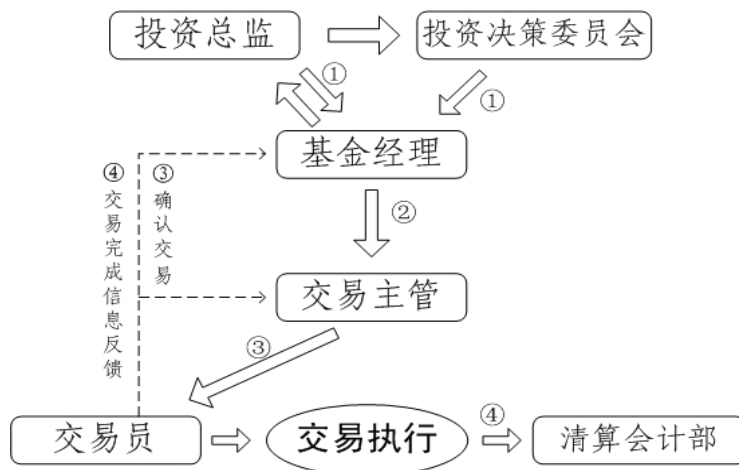 投资总监
投资决策委员会
①
①
基金经理
④交易完成信息反馈
③确认交易
②
交易主管
③
交易员
交易执行
④
清算会计部